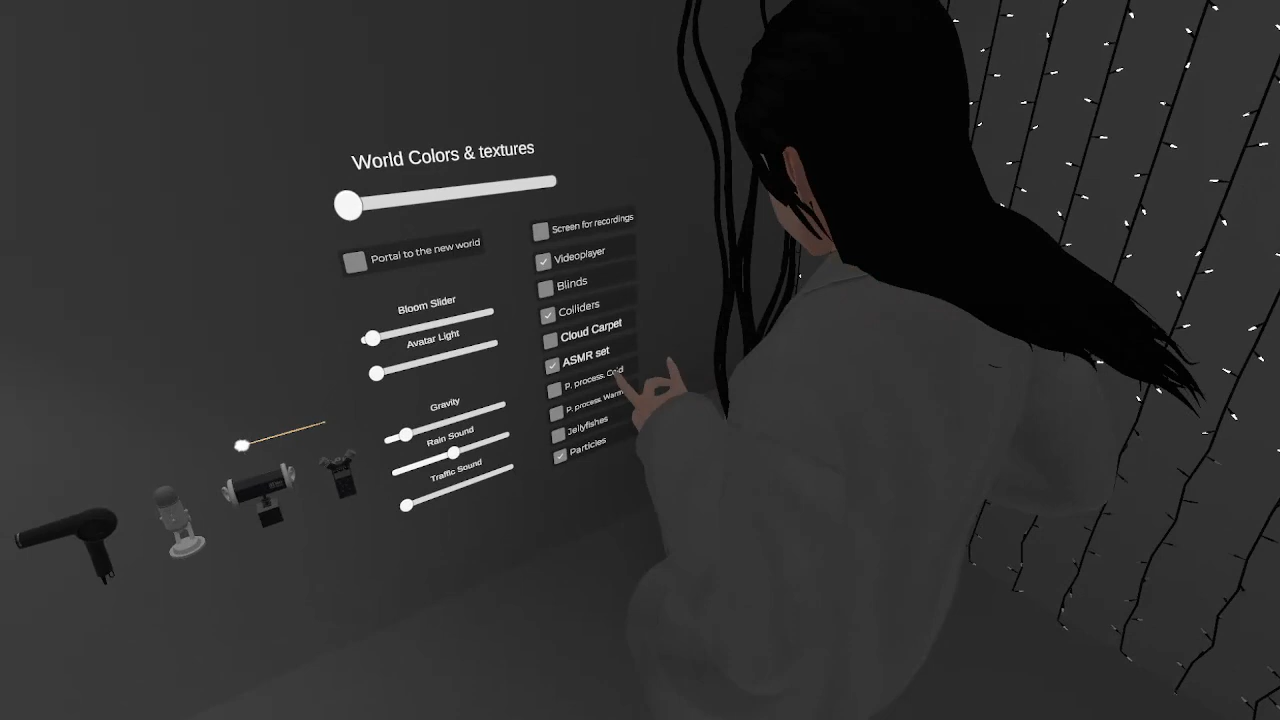 World Colors & textures
Portal to the new world
Bloom Slider
Avatar Light
Gravity
Rain Sound
Traffic Sound
Screen for recordings
Videoplayer
Blinds
Colliders
Cloud Carpet
ASMR set
P. process. Cold
P. process. Warm
Jellyfishes
Particles